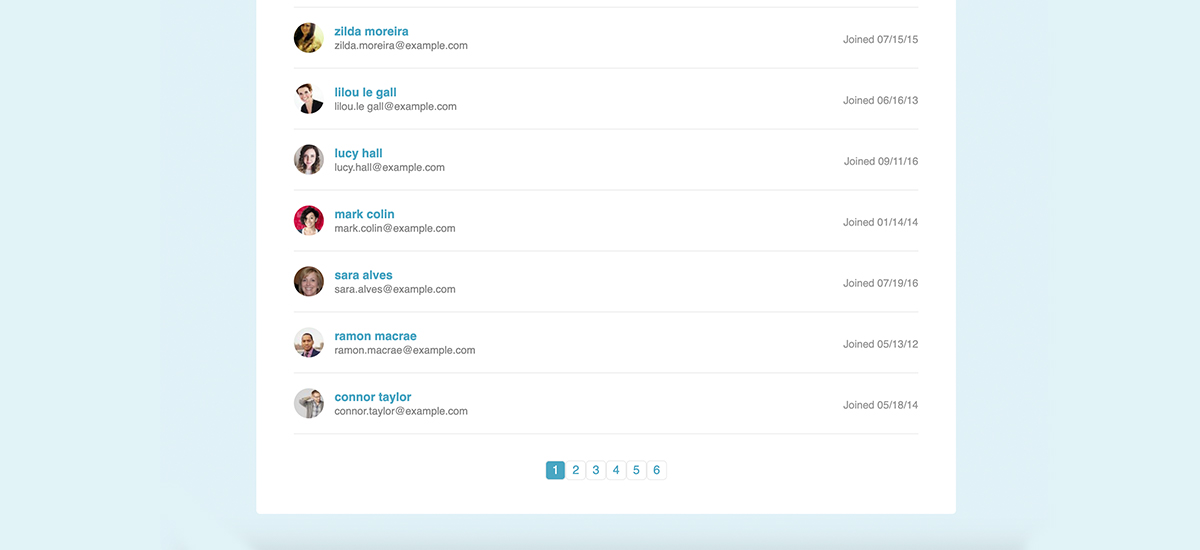 zilda moreira
zilda.moreira@example.com
Joined 07/15/15
lilou le gall
lilou.le gall@example.com
Joined 06/16/13
lucy hall
lucy.hall@example.com
Joined 09/11/16
mark colin
mark.colin@example.com
Joined 01/14/14
sara alves
sara.alves@example.com
Joined 07/19/16
ramon macrae
ramon.macrae@example.com
Joined 05/13/12
connor taylor
connor.taylor@example.com
Joined 05/18/14
1 2 3 4 5 6